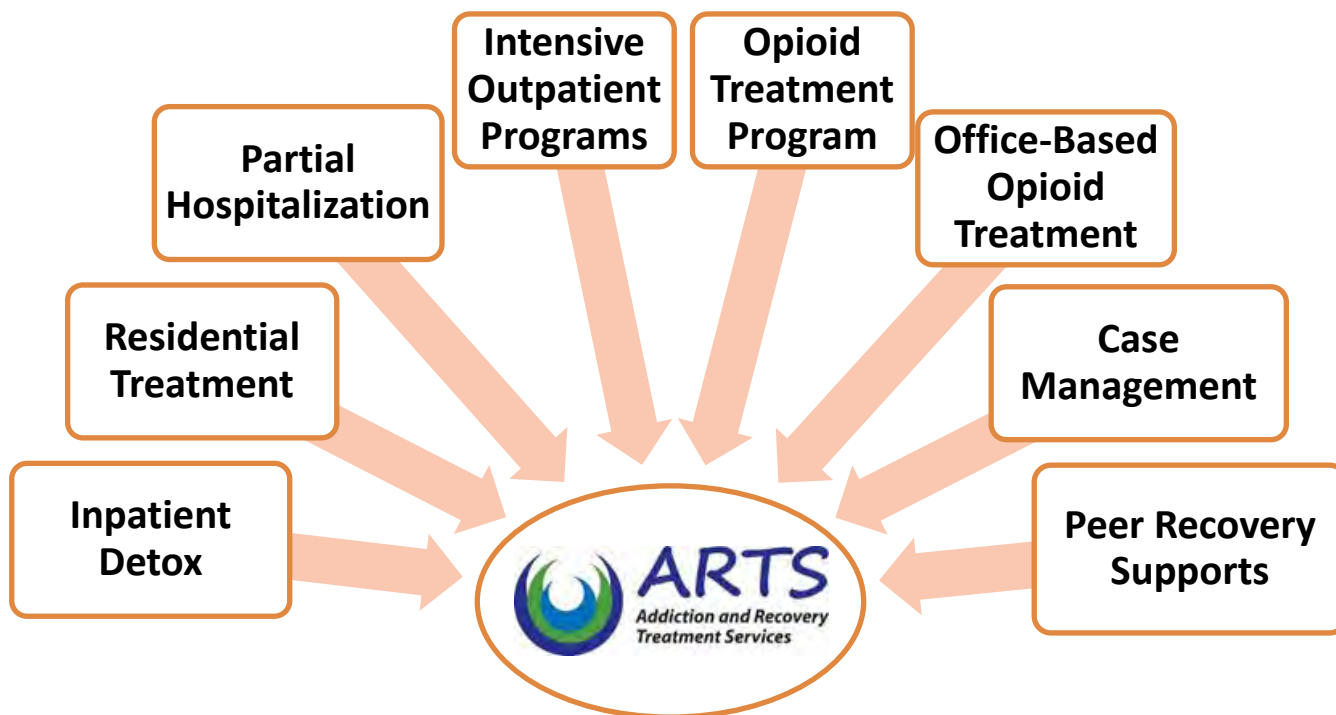 Inpatient
Detox
Residential
Treatment
Partial
Hospitalization
Intensive
Outpatient
Programs
Opioid
Treatment
Program
Office-Based
Opioid
Treatment
Case
Management
Peer Recovery
Supports
ARTS
Addiction and Recovery
Treatment Services